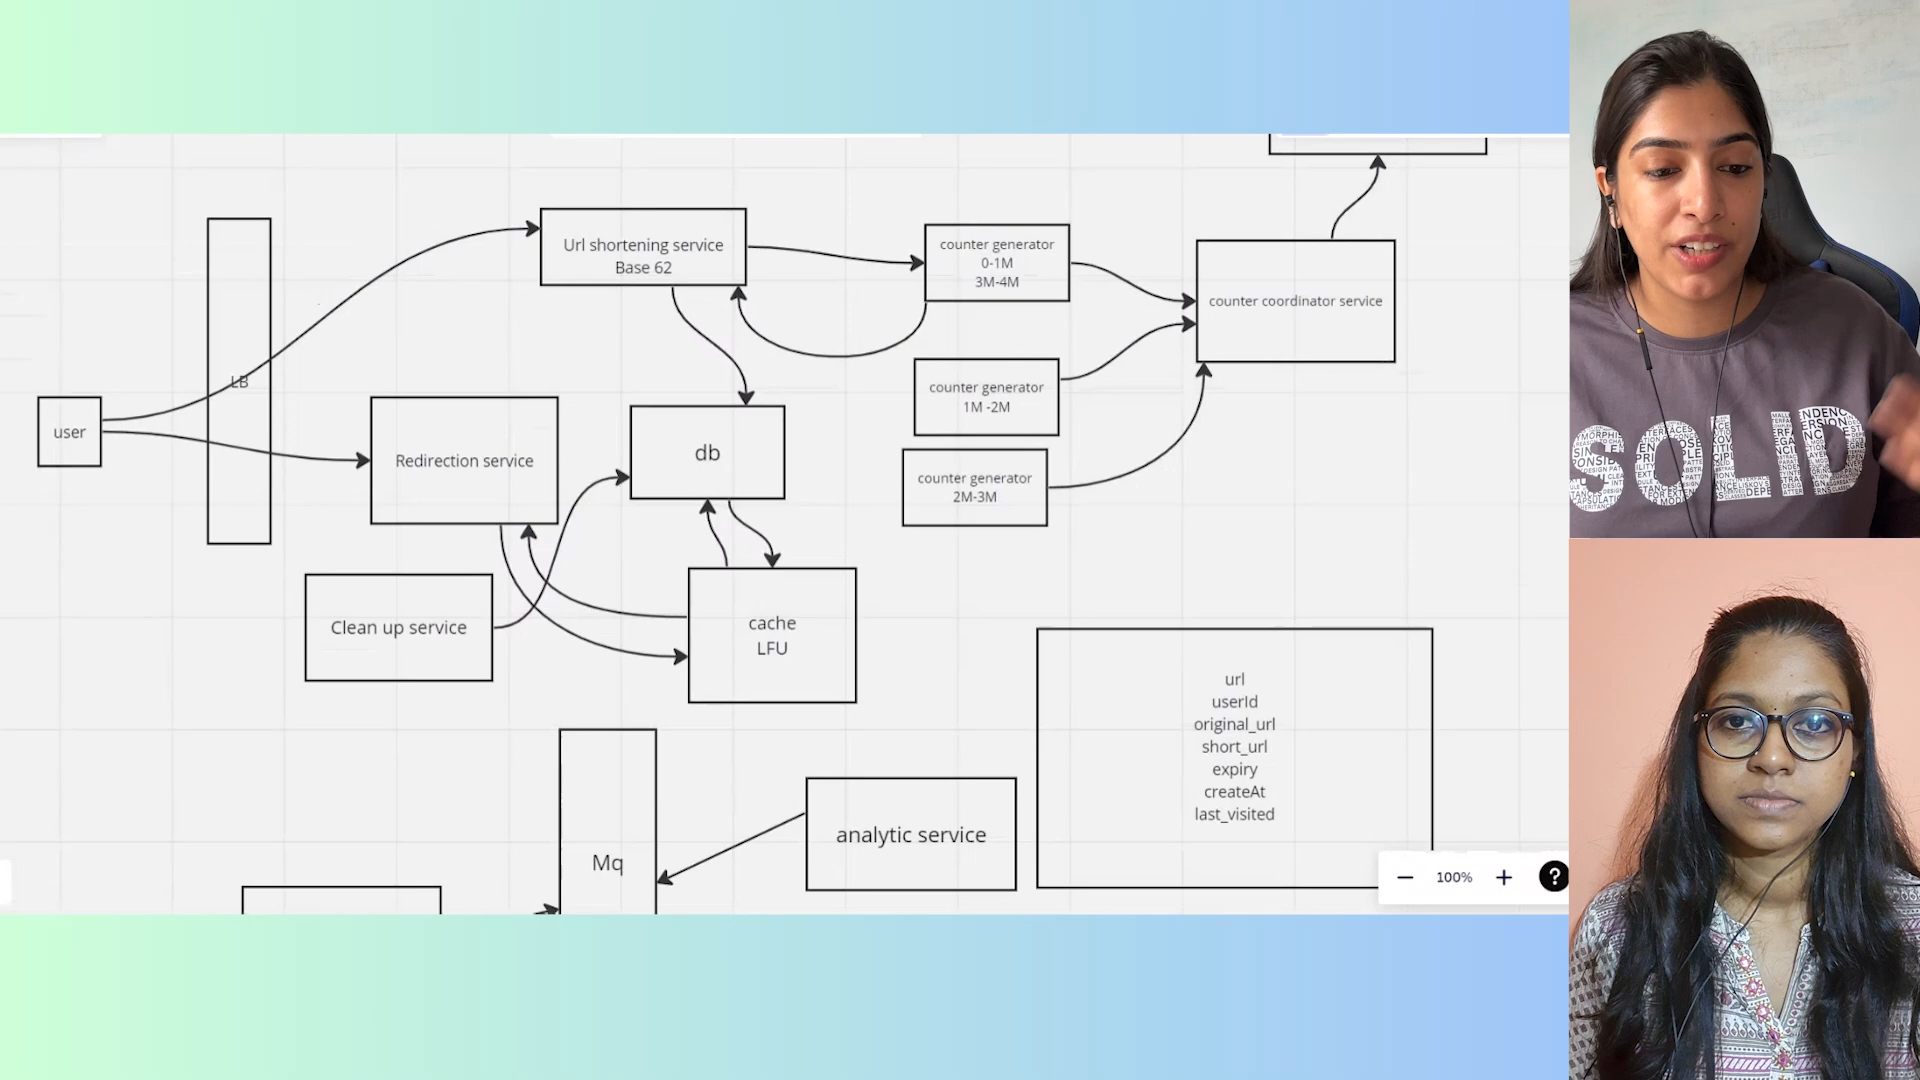 Url shortening service
Base 62
counter generator
0-1M
3M-4M
counter coordinator service
LB
counter generator
1M -2M
user
Redirection service
db
counter generator
2M-3M
Clean up service
cache
LFU
url
userId
original_url
short_url
expiry
createAt
last_visited
Mq
analytic service
100%
?
SOLID